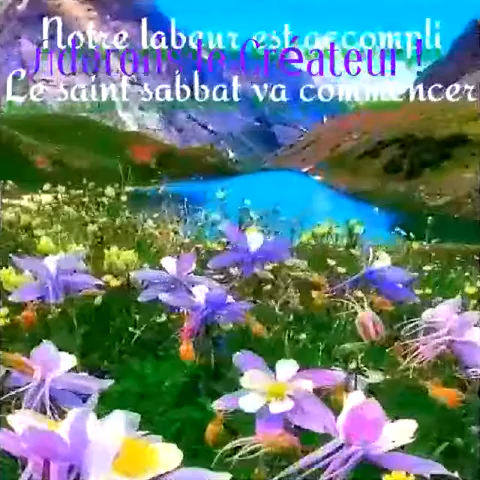 Notre labeur est accompli
Adorons le Créateur !
Le saint sabbat va commencer